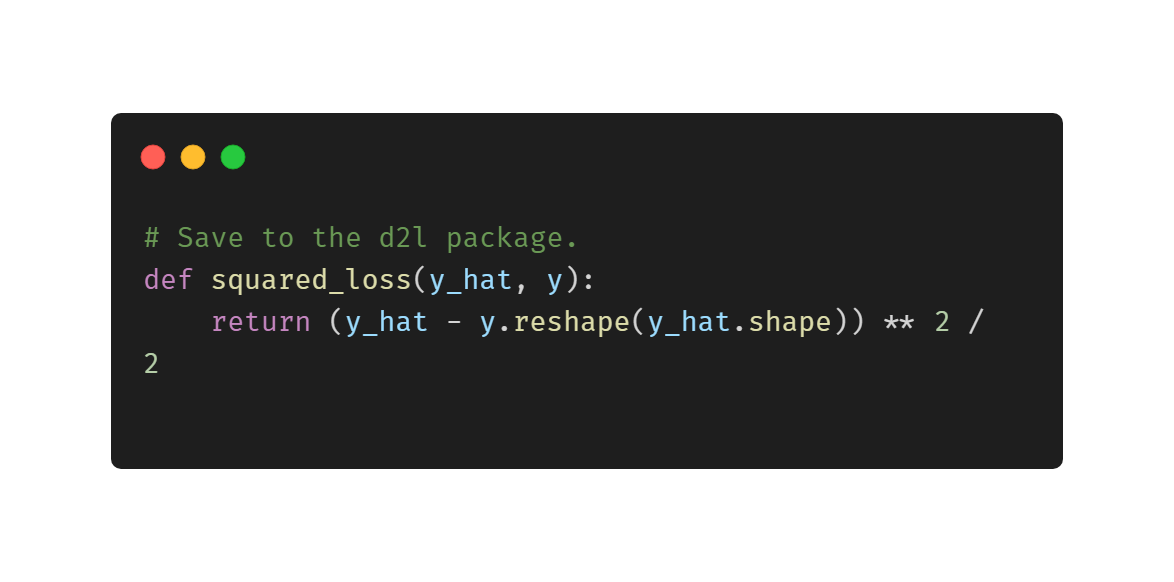 # Save to the d2l package.
def squared_loss(y_hat, y):
    return (y_hat - y.reshape(y_hat.shape)) ** 2 /
2